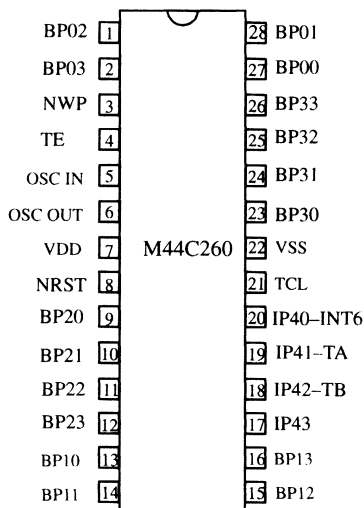 BP02 1 28 BP01
BP03 2 27 BP00
NWP 3 26 BP33
TE 4 25 BP32
OSC IN 5 24 BP31
OSC OUT 6 23 BP30
VDD 7 M44C260 22 VSS
NRST 8 21 TCL
BP20 9 20 IP40–INT6
BP21 10 19 IP41–TA
BP22 11 18 IP42–TB
BP23 12 17 IP43
BP10 13 16 BP13
BP11 14 15 BP12